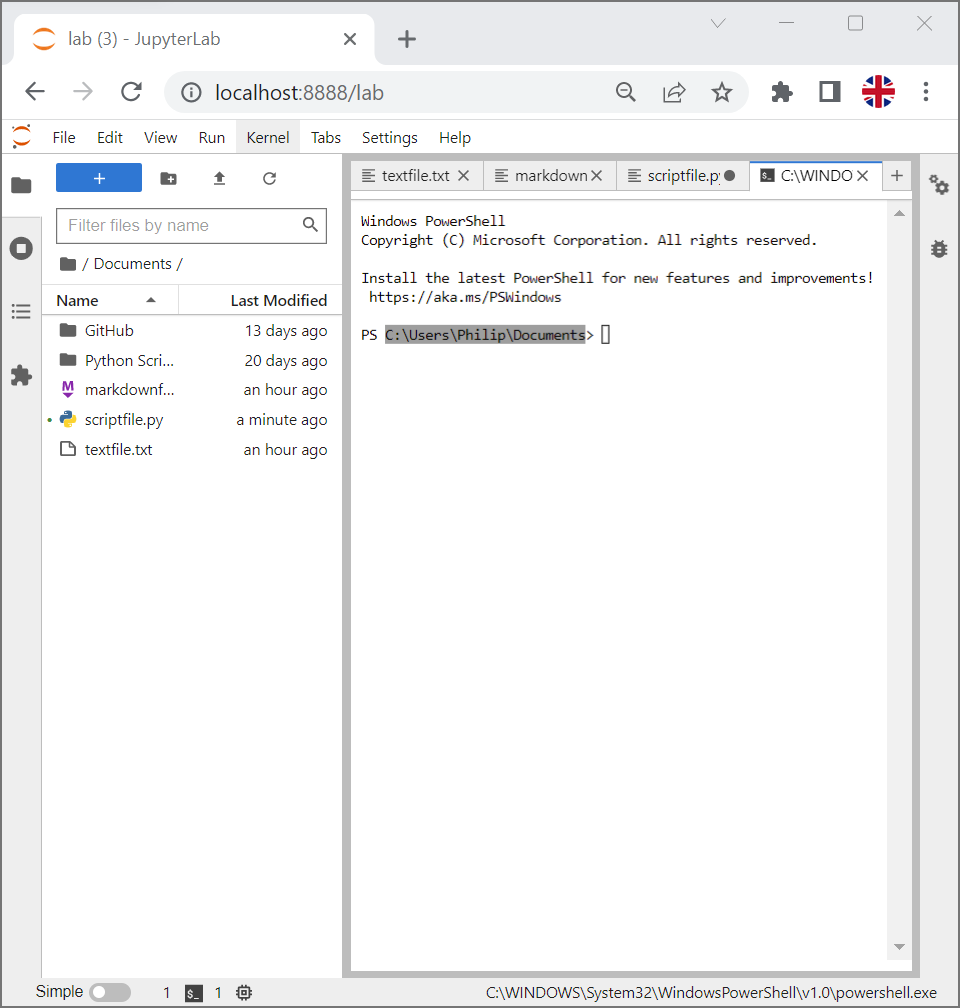 lab (3) - JupyterLab
localhost:8888/lab
File Edit View Run Kernel Tabs Settings Help
textfile.txt markdown scriptfile.py C:\WINDO
Filter files by name
/ Documents /
Name Last Modified
GitHub 13 days ago
Python Scri... 20 days ago
markdownf... an hour ago
scriptfile.py a minute ago
textfile.txt an hour ago
Windows PowerShell
Copyright (C) Microsoft Corporation. All rights reserved.
Install the latest PowerShell for new features and improvements!
https://aka.ms/PSWindows
PS C:\Users\Philip\Documents>
Simple 1 1 C:\WINDOWS\System32\WindowsPowerShell\v1.0\powershell.exe